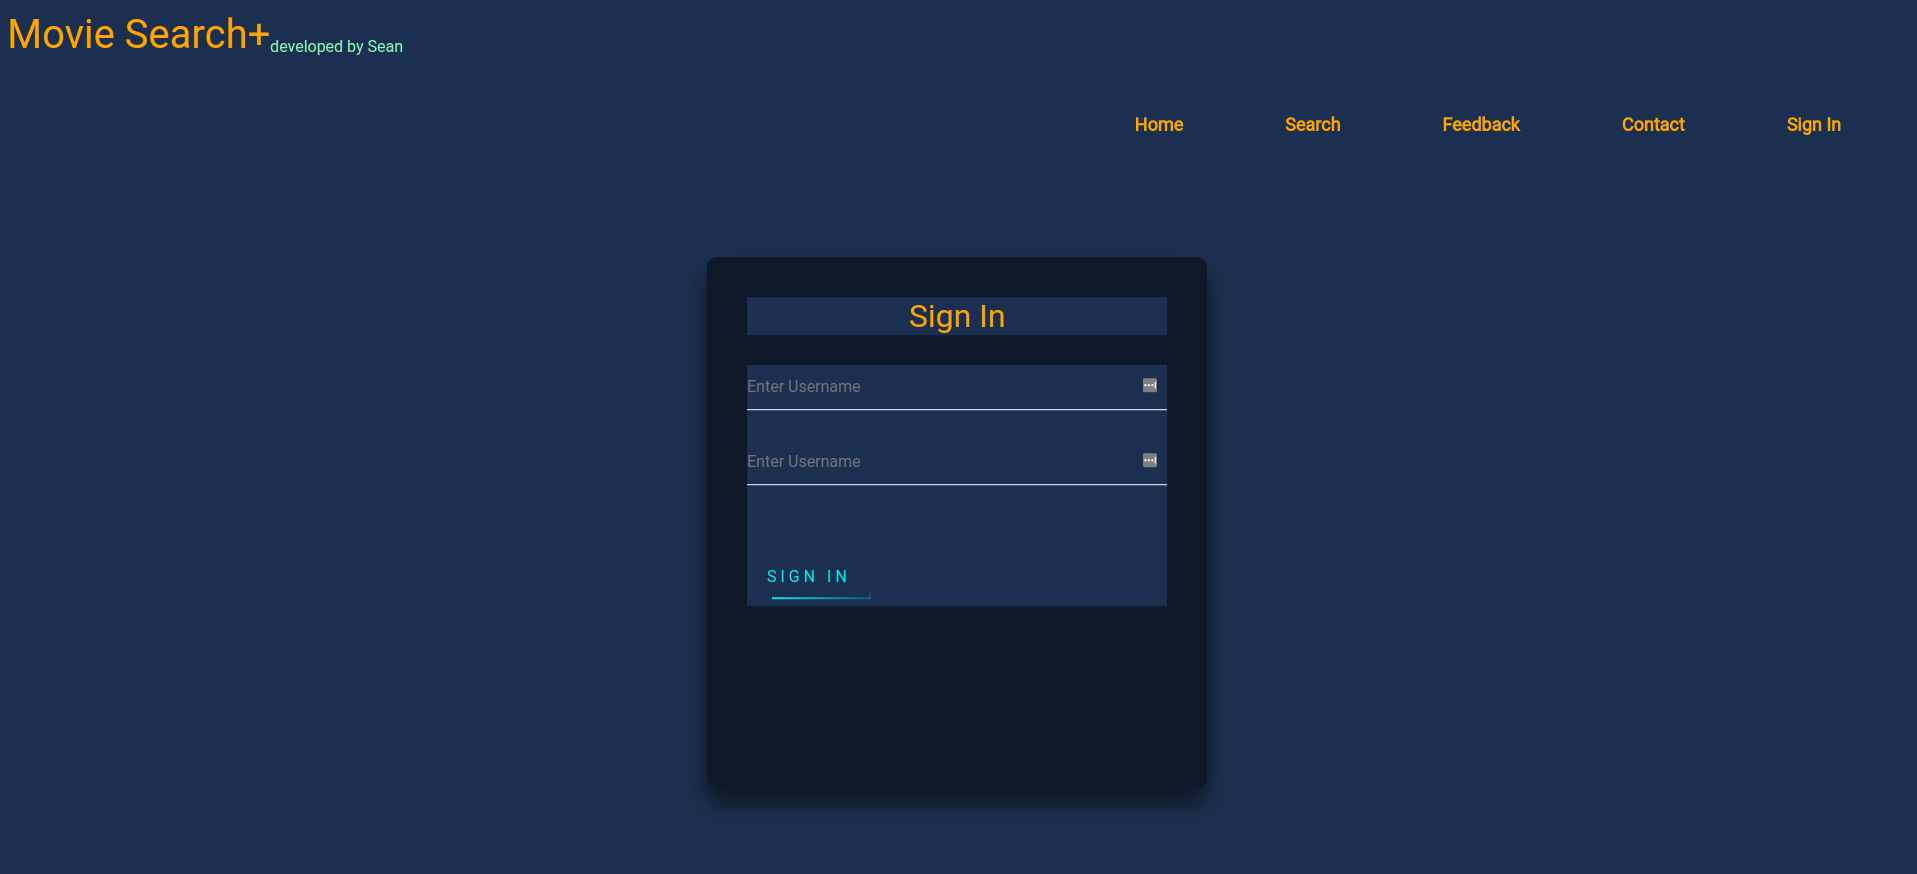 Movie Search+developed by Sean
Home Search Feedback Contact Sign In
Sign In
Enter Username
Enter Username
SIGN IN